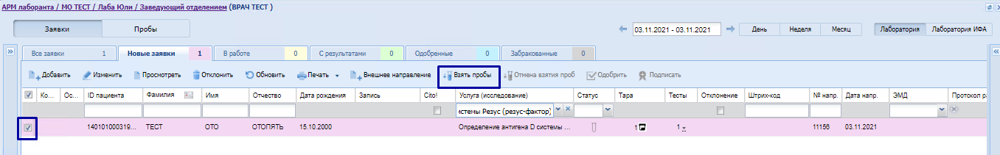 АРМ лаборанта / МО ТЕСТ / Лаба Юли / Заведующий отделением (ВРАЧ ТЕСТ )
Заявки Пробы 03.11.2021 - 03.11.2021 День Неделя Месяц Лаборатория Лаборатория ИФА
Все заявки 1 Новые заявки 1 В работе 0 С результатами 0 Одобренные 0 Забракованные 0
Добавить Изменить Просмотреть Отклонить Обновить Печать Внешнее направление Взять пробы Отмена взятия проб Одобрить Подписать
Ко... Ос... ID пациента Фамилия Имя Отчество Дата рождения Запись Cito! Услуга (исследование) Статус Тара Тесты Отклонение Штрих-код № напр. Дата напр. ЭМД Протокол ра
истемы Резус (резус-фактор)
140101000319... ТЕСТ ОТО ОТОПЯТЬ 15.10.2000 Определение антигена D системы ... 1 1 11156 03.11.2021